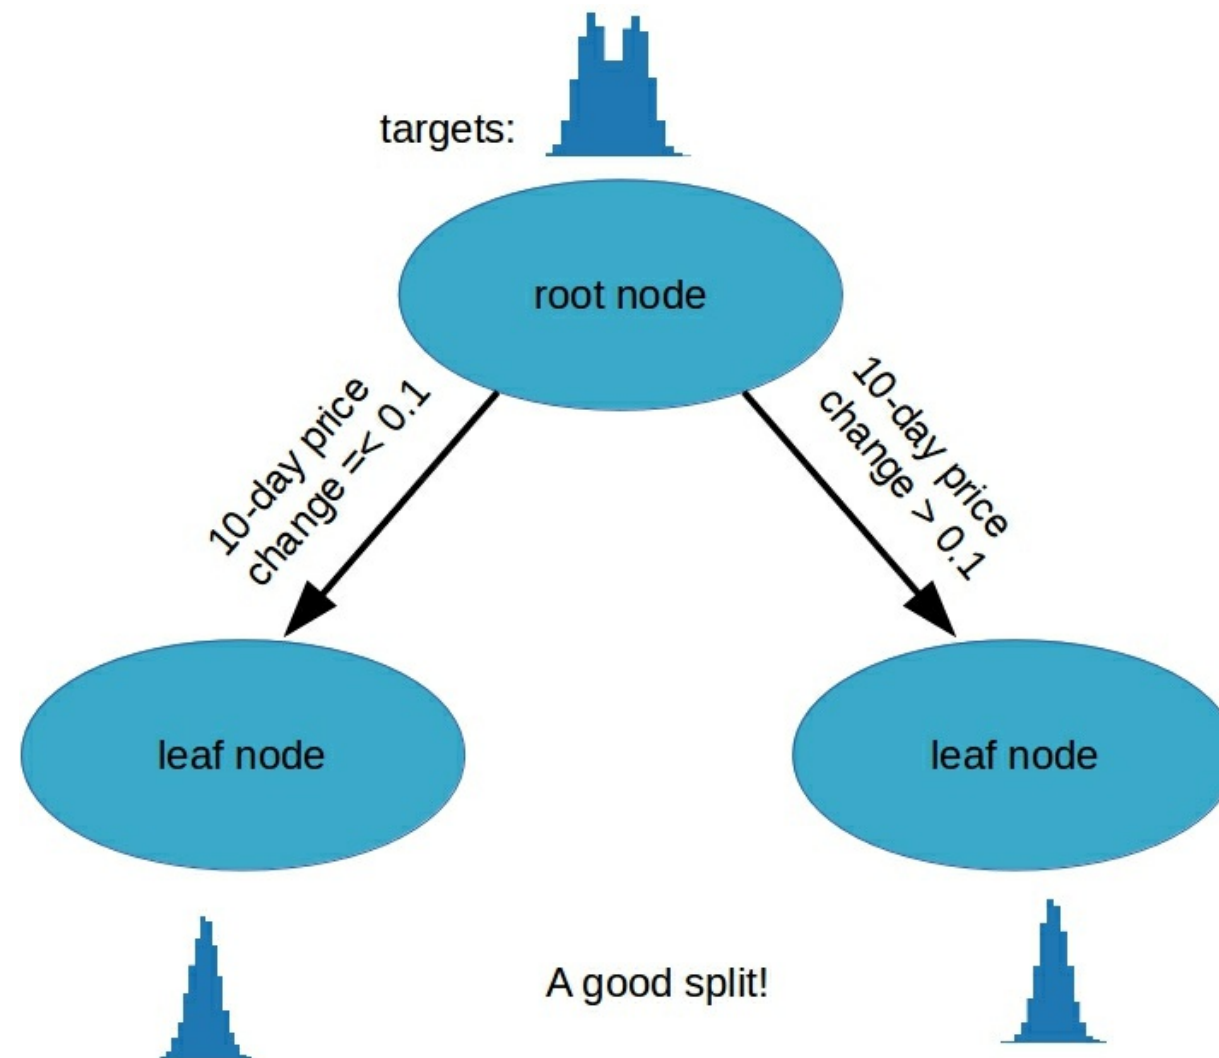 targets:
root node
10-day price
change =< 0.1
10-day price
change > 0.1
leaf node
leaf node
A good split!